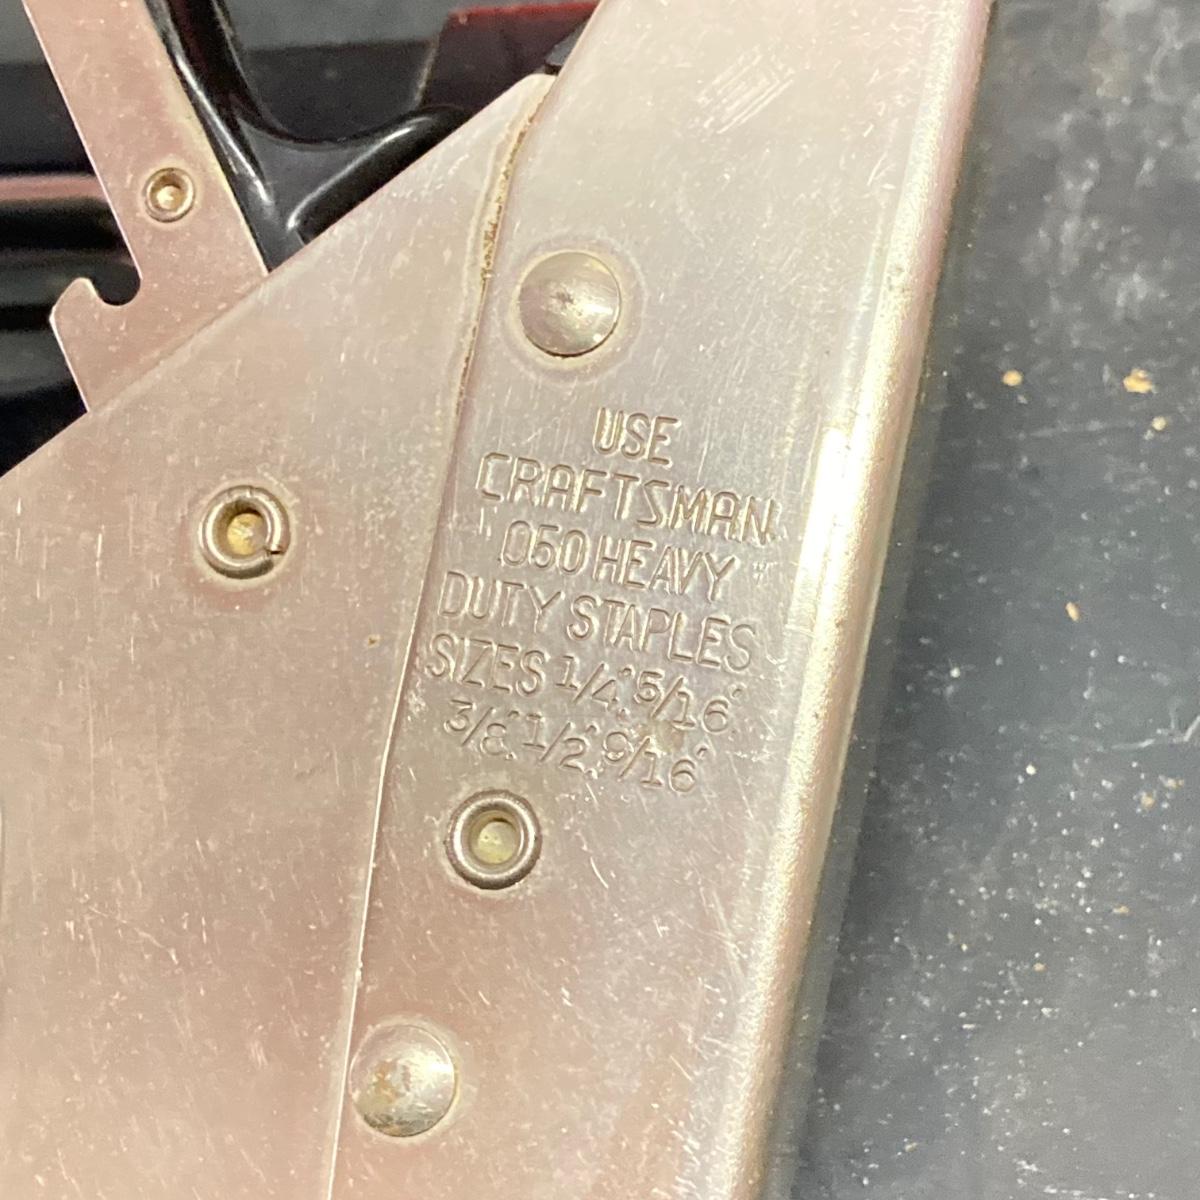 USE
CRAFTSMAN
.050 HEAVY
DUTY STAPLES
SIZES 1/4" 5/16"
3/8" 1/2" 9/16"